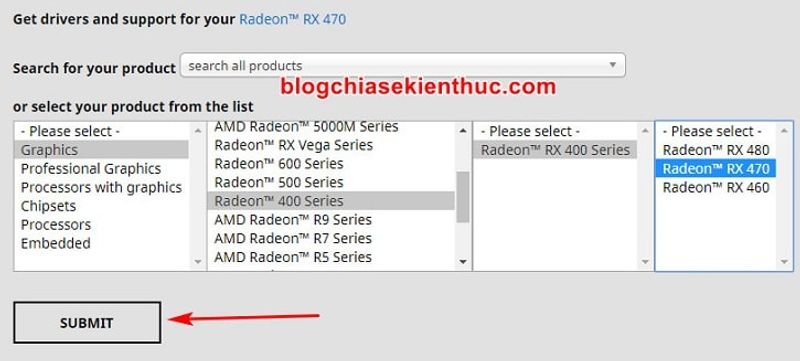 Get drivers and support for your Radeon™ RX 470
Search for your product search all products
blogchiasekienthuc.com
or select your product from the list
- Please select -
Graphics
Professional Graphics
Processors with graphics
Chipsets
Processors
Embedded
AMD Radeon™ 5000M Series
Radeon™ RX Vega Series
Radeon™ 600 Series
Radeon™ 500 Series
Radeon™ 400 Series
AMD Radeon™ R9 Series
AMD Radeon™ R7 Series
AMD Radeon™ R5 Series
- Please select -
Radeon™ RX 400 Series
- Please select -
Radeon™ RX 480
Radeon™ RX 470
Radeon™ RX 460
SUBMIT